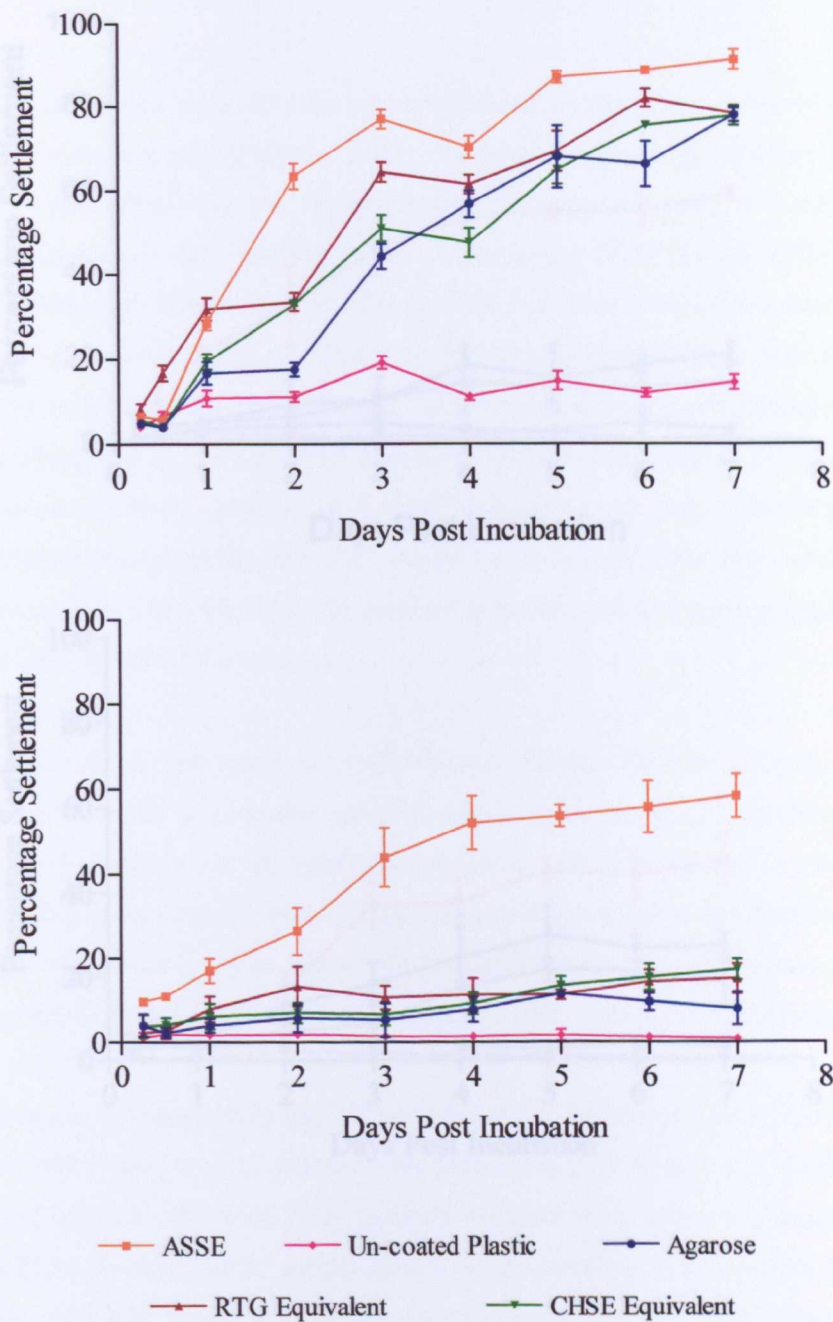 100
80
60
40
20
0
Percentage Settlement
0 1 2 3 4 5 6 7 8
Days Post Incubation
100
80
60
40
20
0
Percentage Settlement
0 1 2 3 4 5 6 7 8
Days Post Incubation
ASSE Un-coated Plastic Agarose
RTG Equivalent CHSE Equivalent